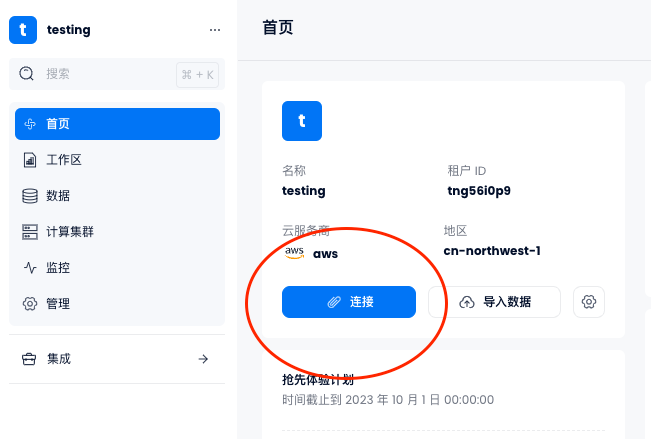 t testing ...
首页
搜索 ⌘ + K
首页
工作区
数据
计算集群
监控
管理
集成
t
名称 租户 ID
testing tng56i0p9
云服务商 地区
aws aws cn-northwest-1
连接 导入数据
抢先体验计划
时间截止到 2023 年 10 月 1 日 00:00:00